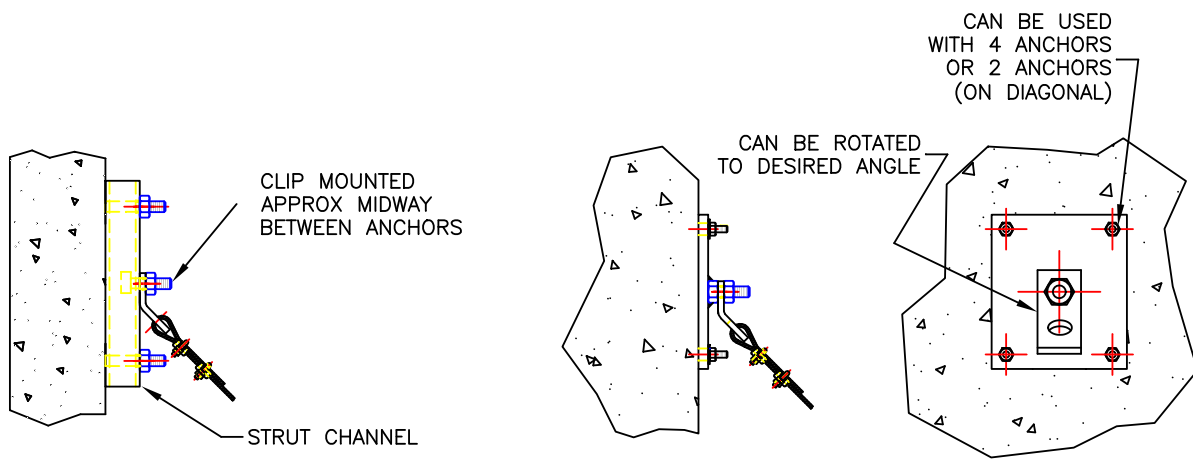 CAN BE USED
WITH 4 ANCHORS
OR 2 ANCHORS
(ON DIAGONAL)
CAN BE ROTATED
TO DESIRED ANGLE
CLIP MOUNTED
APPROX MIDWAY
BETWEEN ANCHORS
STRUT CHANNEL